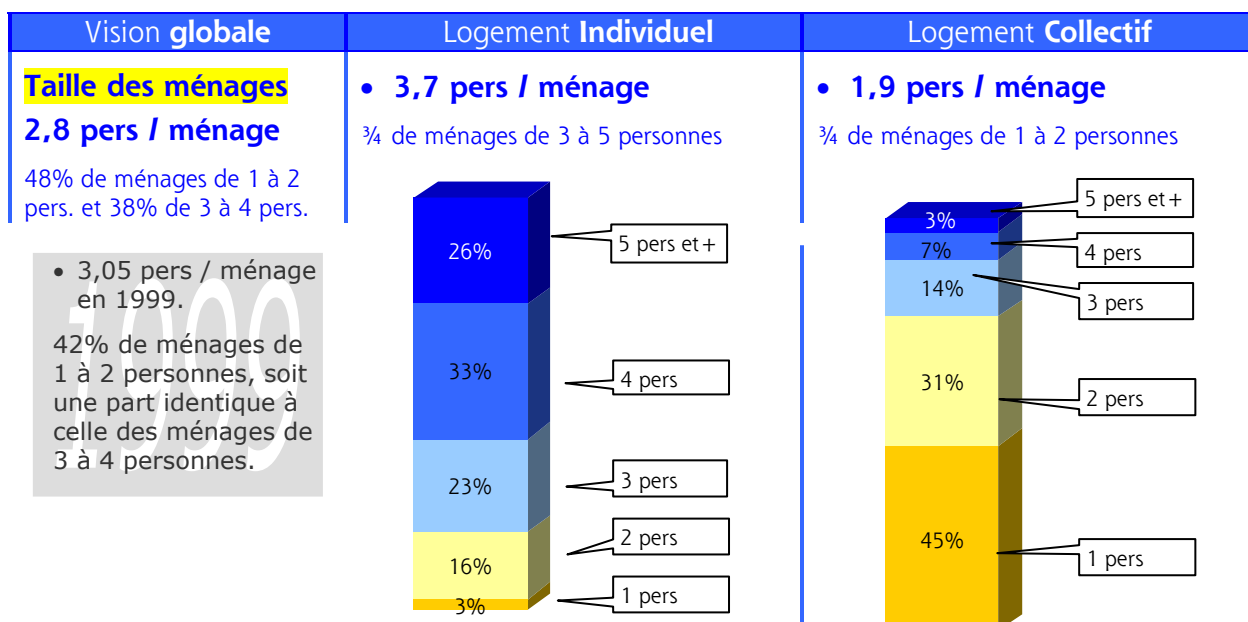 Vision globale
Taille des ménages
2,8 pers / ménage
48% de ménages de 1 à 2
pers. et 38% de 3 à 4 pers.
1999
• 3,05 pers / ménage
en 1999.
42% de ménages de
1 à 2 personnes, soit
une part identique à
celle des ménages de
3 à 4 personnes.
Logement Individuel
• 3,7 pers / ménage
¾ de ménages de 3 à 5 personnes
26%
5 pers et+
33%
4 pers
23%
3 pers
16%
2 pers
3%
1 pers
Logement Collectif
• 1,9 pers / ménage
¾ de ménages de 1 à 2 personnes
3%
5 pers et+
7%
4 pers
14%
3 pers
31%
2 pers
45%
1 pers